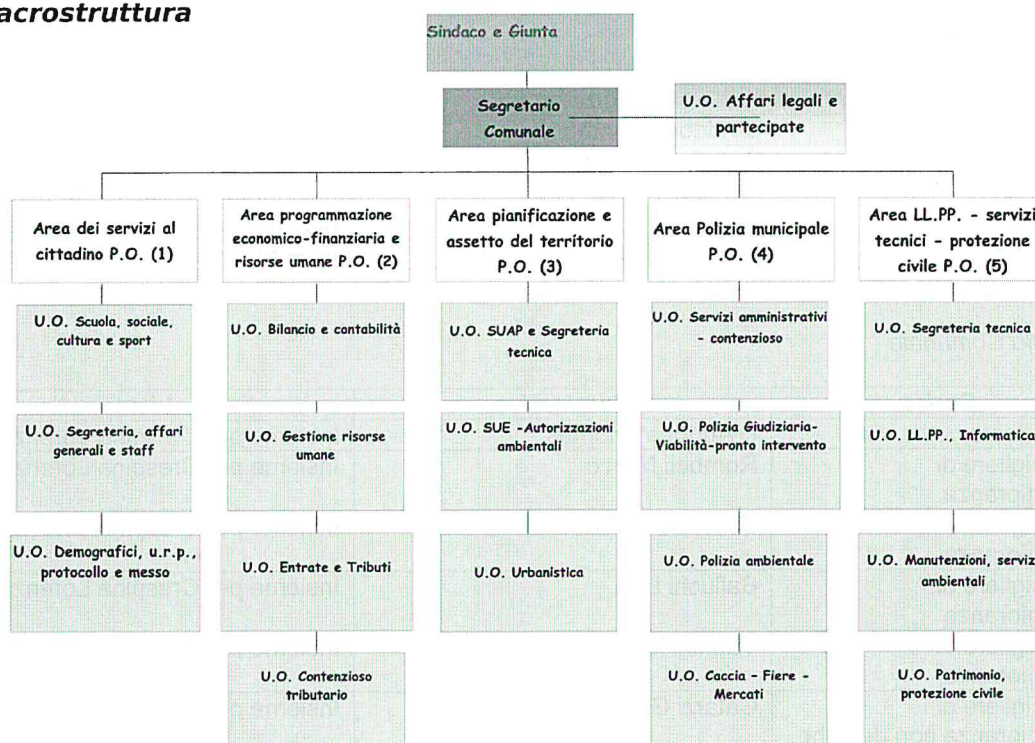 acrostruttura
Sindaco e Giunta
Segretario
Comunale
U.O. Affari legali e
partecipate
Area dei servizi al
cittadino P.O. (1)
Area programmazione
economico-finanziaria e
risorse umane P.O. (2)
Area pianificazione e
assetto del territorio
P.O. (3)
Area Polizia municipale
P.O. (4)
Area LL.PP. - servizi
tecnici - protezione
civile P.O. (5)
U.O. Scuola, sociale,
cultura e sport
U.O. Bilancio e contabilità
U.O. SUAP e Segreteria
tecnica
U.O. Servizi amministrativi
- contenzioso
U.O. Segreteria tecnica
U.O. Segreteria, affari
generali e staff
U.O. Gestione risorse
umane
U.O. SUE -Autorizzazioni
ambientali
U.O. Polizia Giudiziaria-
Viabilità-pronto intervento
U.O. LL.PP., Informatica
U.O. Demografici, u.r.p.,
protocollo e messo
U.O. Entrate e Tributi
U.O. Urbanistica
U.O. Polizia ambientale
U.O. Manutenzioni, servizi
ambientali
U.O. Contenzioso
tributario
U.O. Caccia - Fiere -
Mercati
U.O. Patrimonio,
protezione civile